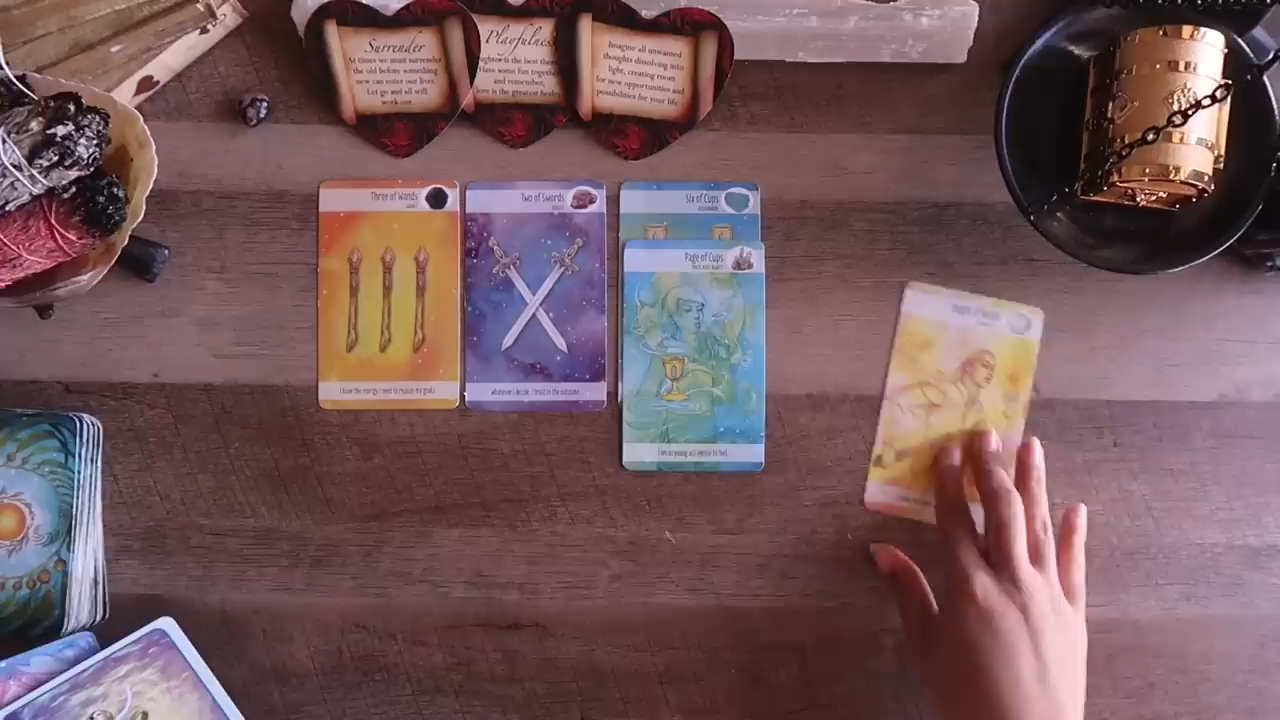 Surrender
At times we must surrender
the old before something
new can enter our lives.
Let go and all will
work out.
Playfulness
is the best
Have some fun together
and remember,
love is the greatest healer
Imagine all unwanted
thoughts dissolving into
light, creating room
for new opportunities and
possibilities for your life
Three of Wands
I have the energy I need to realize my goals
Two of Swords
whatever I decide, I trust in the outcome
Six of Cups
Page of Cups
I am as young as I
to feel